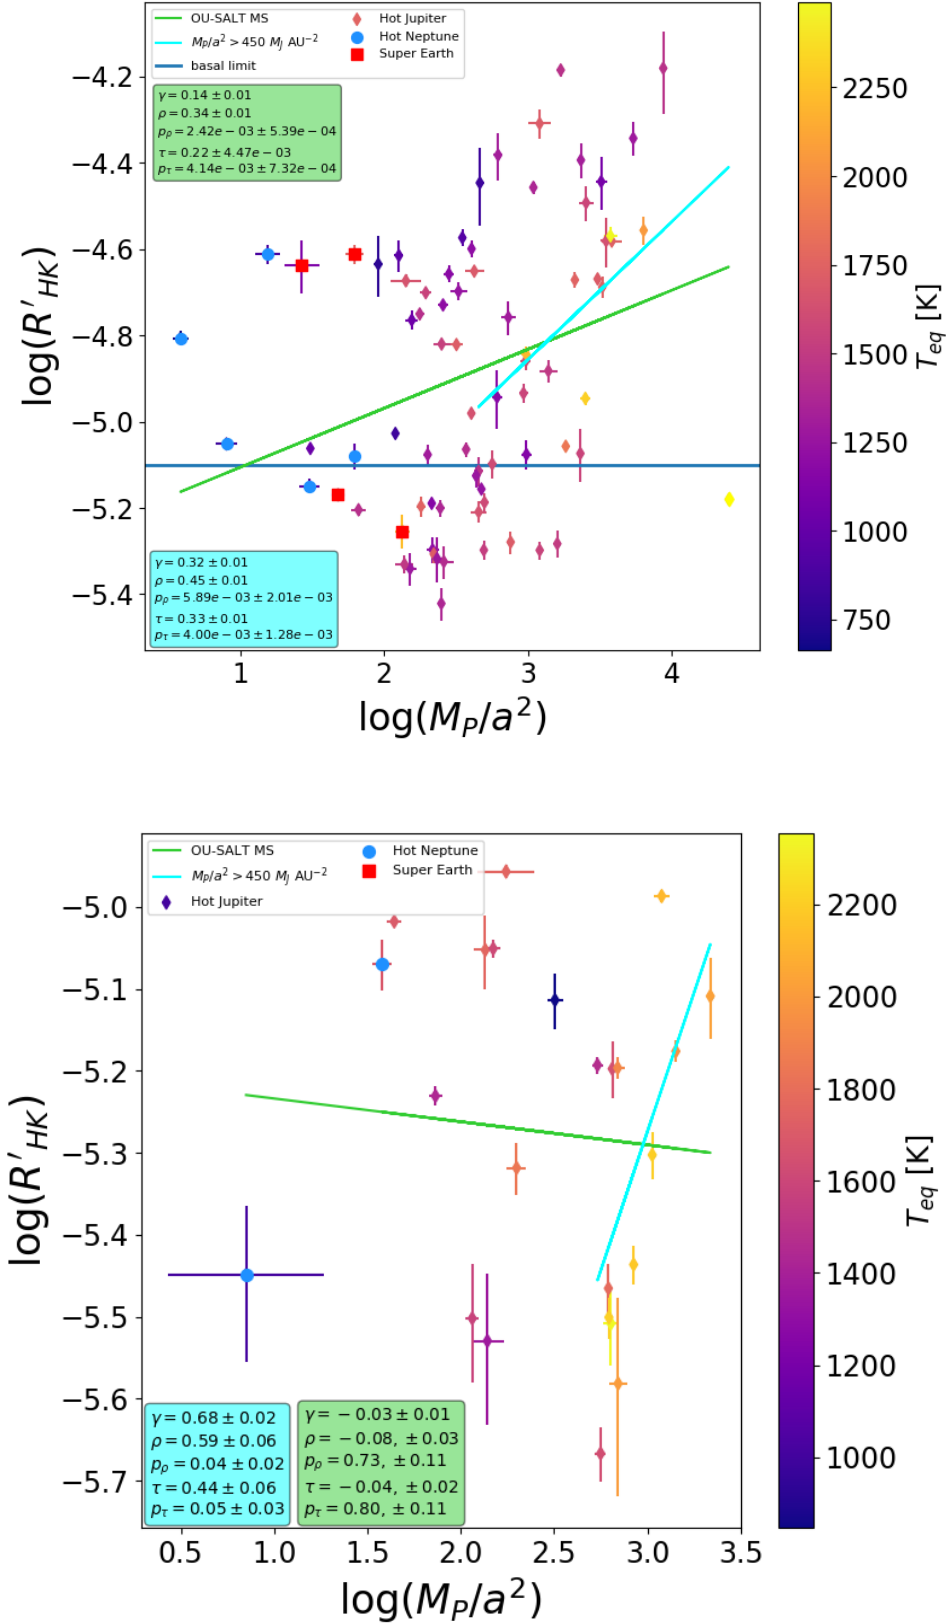 OU-SALT MS
M_P/a² > 450 M_J AU⁻²
basal limit
Hot Jupiter
Hot Neptune
Super Earth
γ = 0.14 ± 0.01
ρ = 0.34 ± 0.01
p_ρ = 2.42e − 03 ± 5.39e − 04
τ = 0.22 ± 4.47e − 03
p_τ = 4.14e − 03 ± 7.32e − 04
γ = 0.32 ± 0.01
ρ = 0.45 ± 0.01
p_ρ = 5.89e − 03 ± 2.01e − 03
τ = 0.33 ± 0.01
p_τ = 4.00e − 03 ± 1.28e − 03
−4.2
−4.4
−4.6
−4.8
−5.0
−5.2
−5.4
log(R′_HK)
1 2 3 4
log(M_P/a²)
2250
2000
1750
1500
1250
1000
750
T_eq [K]
OU-SALT MS
M_P/a² > 450 M_J AU⁻²
Hot Jupiter
Hot Neptune
Super Earth
−5.0
−5.1
−5.2
−5.3
−5.4
−5.5
−5.6
−5.7
log(R′_HK)
γ = 0.68 ± 0.02
ρ = 0.59 ± 0.06
p_ρ = 0.04 ± 0.02
τ = 0.44 ± 0.06
p_τ = 0.05 ± 0.03
γ = − 0.03 ± 0.01
ρ = −0.08, ± 0.03
p_ρ = 0.73, ± 0.11
τ = −0.04, ± 0.02
p_τ = 0.80, ± 0.11
0.5 1.0 1.5 2.0 2.5 3.0 3.5
log(M_P/a²)
2200
2000
1800
1600
1400
1200
1000
T_eq [K]